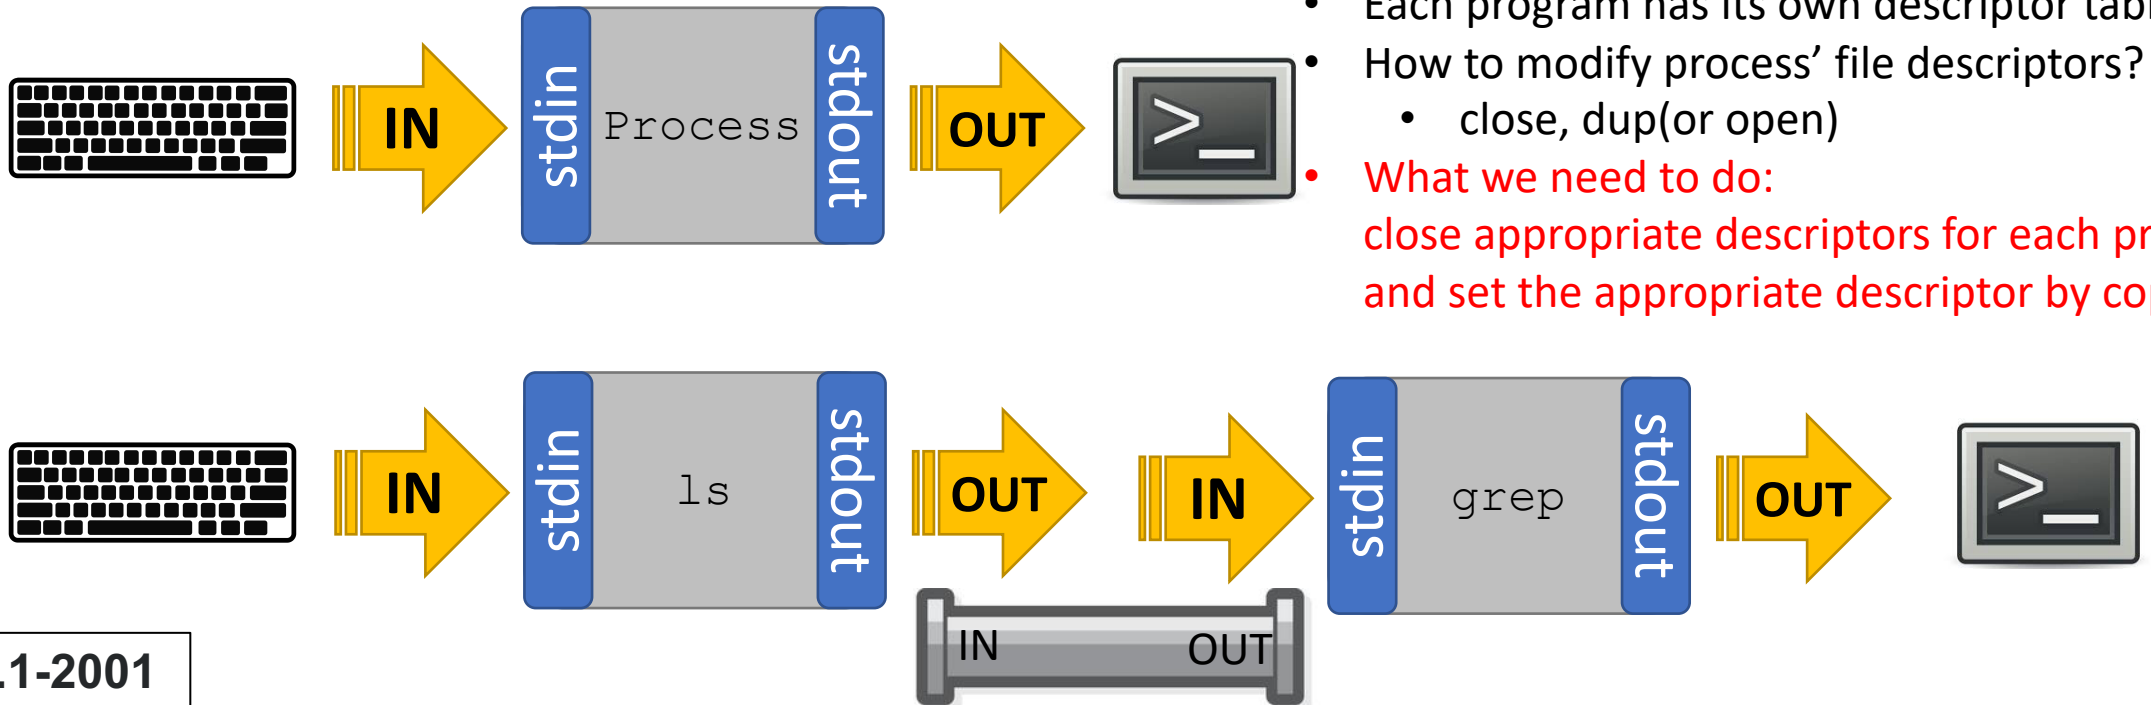 Each program has its own descriptor tabl
How to modify process’ file descriptors?
close, dup(or open)
What we need to do:
close appropriate descriptors for each pr
and set the appropriate descriptor by co
IN
stdin
Process
stdout
OUT
>_
IN
stdin
ls
stdout
OUT
IN
stdin
grep
stdout
OUT
>_
IN
OUT
.1-2001